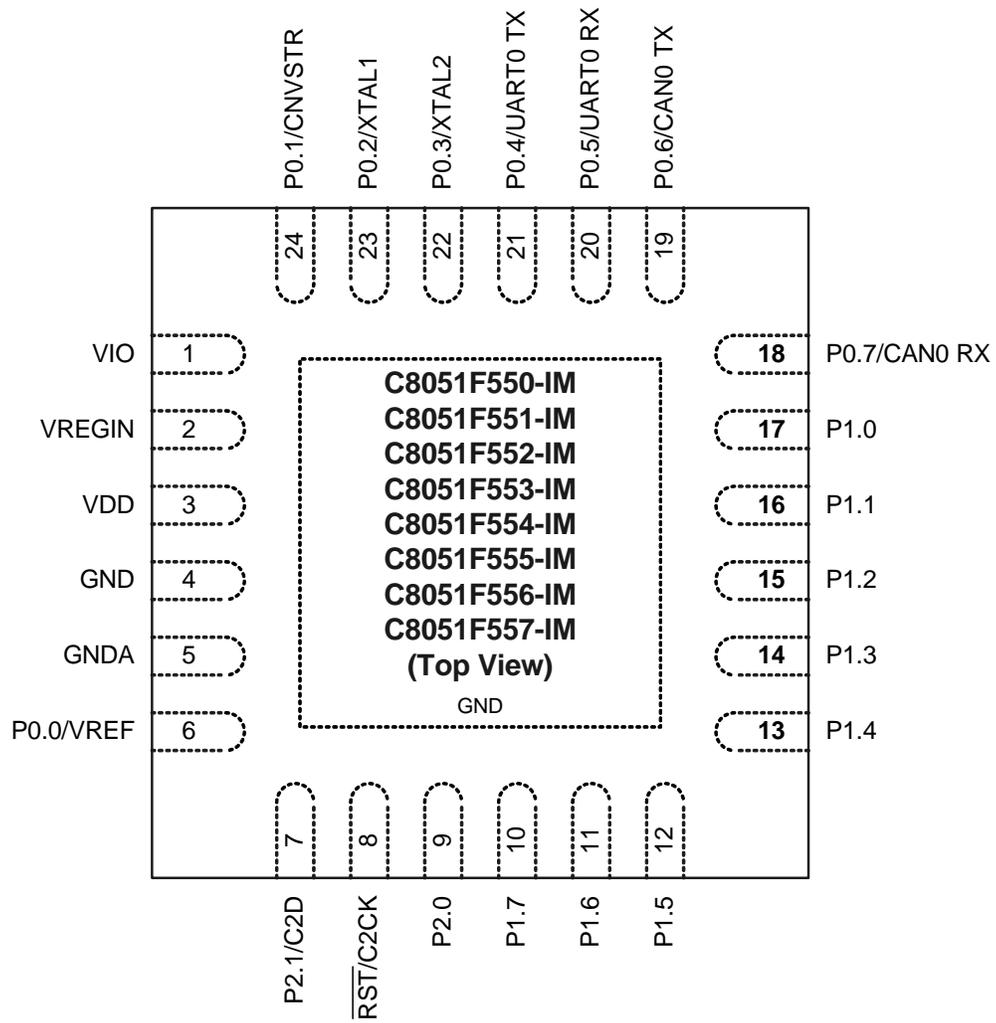 P0.1/CNVSTR
P0.2/XTAL1
P0.3/XTAL2
P0.4/UART0 TX
P0.5/UART0 RX
P0.6/CAN0 TX
24
23
22
21
20
19
VIO 1
VREGIN 2
VDD 3
GND 4
GNDA 5
P0.0/VREF 6
C8051F550-IM
C8051F551-IM
C8051F552-IM
C8051F553-IM
C8051F554-IM
C8051F555-IM
C8051F556-IM
C8051F557-IM
(Top View)
GND
18 P0.7/CAN0 RX
17 P1.0
16 P1.1
15 P1.2
14 P1.3
13 P1.4
7
8
9
10
11
12
P2.1/C2D
RST/C2CK
P2.0
P1.7
P1.6
P1.5